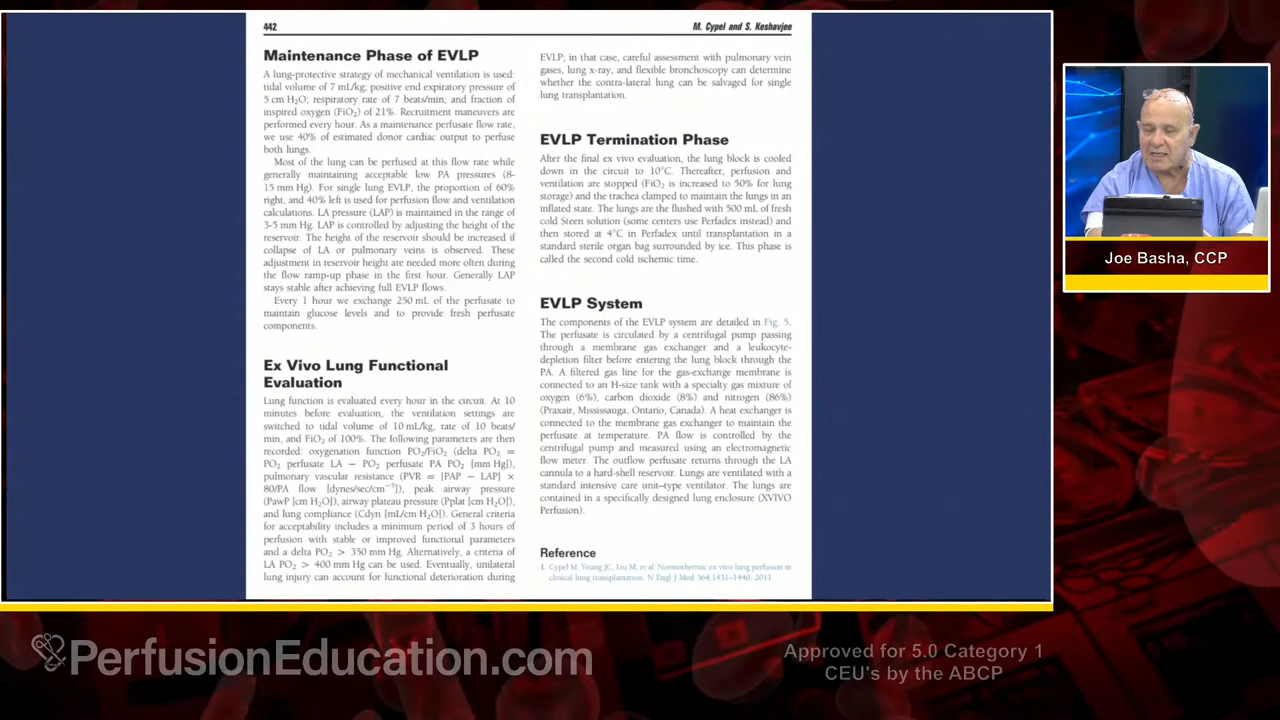 442
M. Cypel and S. Keshavjee
Maintenance Phase of EVLP
A lung-protective strategy of mechanical ventilation is used:
tidal volume of 7 mL/kg; positive end expiratory pressure of
5 cm H2O; respiratory rate of 7 beats/min; and fraction of
inspired oxygen (FiO2) of 21%. Recruitment maneuvers are
performed every hour. As a maintenance perfusate flow rate,
we use 40% of estimated donor cardiac output to perfuse
both lungs.
Most of the lung can be perfused at this flow rate while
generally maintaining acceptable low PA pressures (8-
15 mm Hg). For single lung EVLP, the proportion of 60%
right, and 40% left is used for perfusion flow and ventilation
calculations. LA pressure (LAP) is maintained in the range of
3-5 mm Hg. LAP is controlled by adjusting the height of the
reservoir. The height of the reservoir should be increased if
collapse of LA or pulmonary veins is observed. These
adjustment in reservoir height are needed more often during
the flow ramp-up phase in the first hour. Generally LAP
stays stable after achieving full EVLP flows.
Every 1 hour we exchange 250 mL of the perfusate to
maintain glucose levels and to provide fresh perfusate
components.
Ex Vivo Lung Functional
Evaluation
Lung function is evaluated every hour in the circuit. At 10
minutes before evaluation, the ventilation settings are
switched to tidal volume of 10 mL/kg, rate of 10 beats/
min, and FiO2 of 100%. The following parameters are then
recorded: oxygenation function PO2/FiO2 (delta PO2 =
PO2 perfusate LA − PO2 perfusate PA PO2 [mm Hg]),
pulmonary vascular resistance (PVR = [PAP − LAP] ×
80/PA flow [dynes/sec/cm−5]), peak airway pressure
(PawP [cm H2O]), airway plateau pressure (Pplat [cm H2O]),
and lung compliance (Cdyn [mL/cm H2O]). General criteria
for acceptability includes a minimum period of 3 hours of
perfusion with stable or improved functional parameters
and a delta PO2 > 350 mm Hg. Alternatively, a criteria of
LA PO2 > 400 mm Hg can be used. Eventually, unilateral
lung injury can account for functional deterioration during
EVLP; in that case, careful assessment with pulmonary vein
gases, lung x-ray, and flexible bronchoscopy can determine
whether the contra-lateral lung can be salvaged for single
lung transplantation.
EVLP Termination Phase
After the final ex vivo evaluation, the lung block is cooled
down in the circuit to 10°C. Thereafter, perfusion and
ventilation are stopped (FiO2 is increased to 50% for lung
storage) and the trachea clamped to maintain the lungs in an
inflated state. The lungs are the flushed with 500 mL of fresh
cold Steen solution (some centers use Perfadex instead) and
then stored at 4°C in Perfadex until transplantation in a
standard sterile organ bag surrounded by ice. This phase is
called the second cold ischemic time.
EVLP System
The components of the EVLP system are detailed in Fig. 5.
The perfusate is circulated by a centrifugal pump passing
through a membrane gas exchanger and a leukocyte-
depletion filter before entering the lung block through the
PA. A filtered gas line for the gas-exchange membrane is
connected to an H-size tank with a specialty gas mixture of
oxygen (6%), carbon dioxide (8%) and nitrogen (86%)
(Praxair, Mississauga, Ontario, Canada). A heat exchanger is
connected to the membrane gas exchanger to maintain the
perfusate at temperature. PA flow is controlled by the
centrifugal pump and measured using an electromagnetic
flow meter. The outflow perfusate returns through the LA
cannula to a hard-shell reservoir. Lungs are ventilated with a
standard intensive care unit–type ventilator. The lungs are
contained in a specifically designed lung enclosure (XVIVO
Perfusion).
Reference
1. Cypel M, Yeung JC, Liu M, et al: Normothermic ex vivo lung perfusion in
clinical lung transplantation. N Engl J Med 364:1431-1440, 2011
Joe Basha, CCP
PerfusionEducation.com
Approved for 5.0 Category 1
CEU's by the ABCP